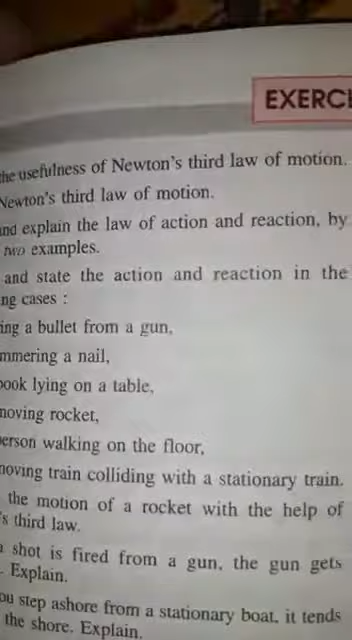 EXERCI
the usefulness of Newton's third law of motion.
Newton's third law of motion.
and explain the law of action and reaction, by
two examples.
and state the action and reaction in the
ng cases :
ing a bullet from a gun,
mmering a nail,
ook lying on a table,
noving rocket,
erson walking on the floor,
noving train colliding with a stationary train.
the motion of a rocket with the help of
's third law.
a shot is fired from a gun, the gun gets
. Explain.
ou step ashore from a stationary boat, it tends
the shore. Explain.